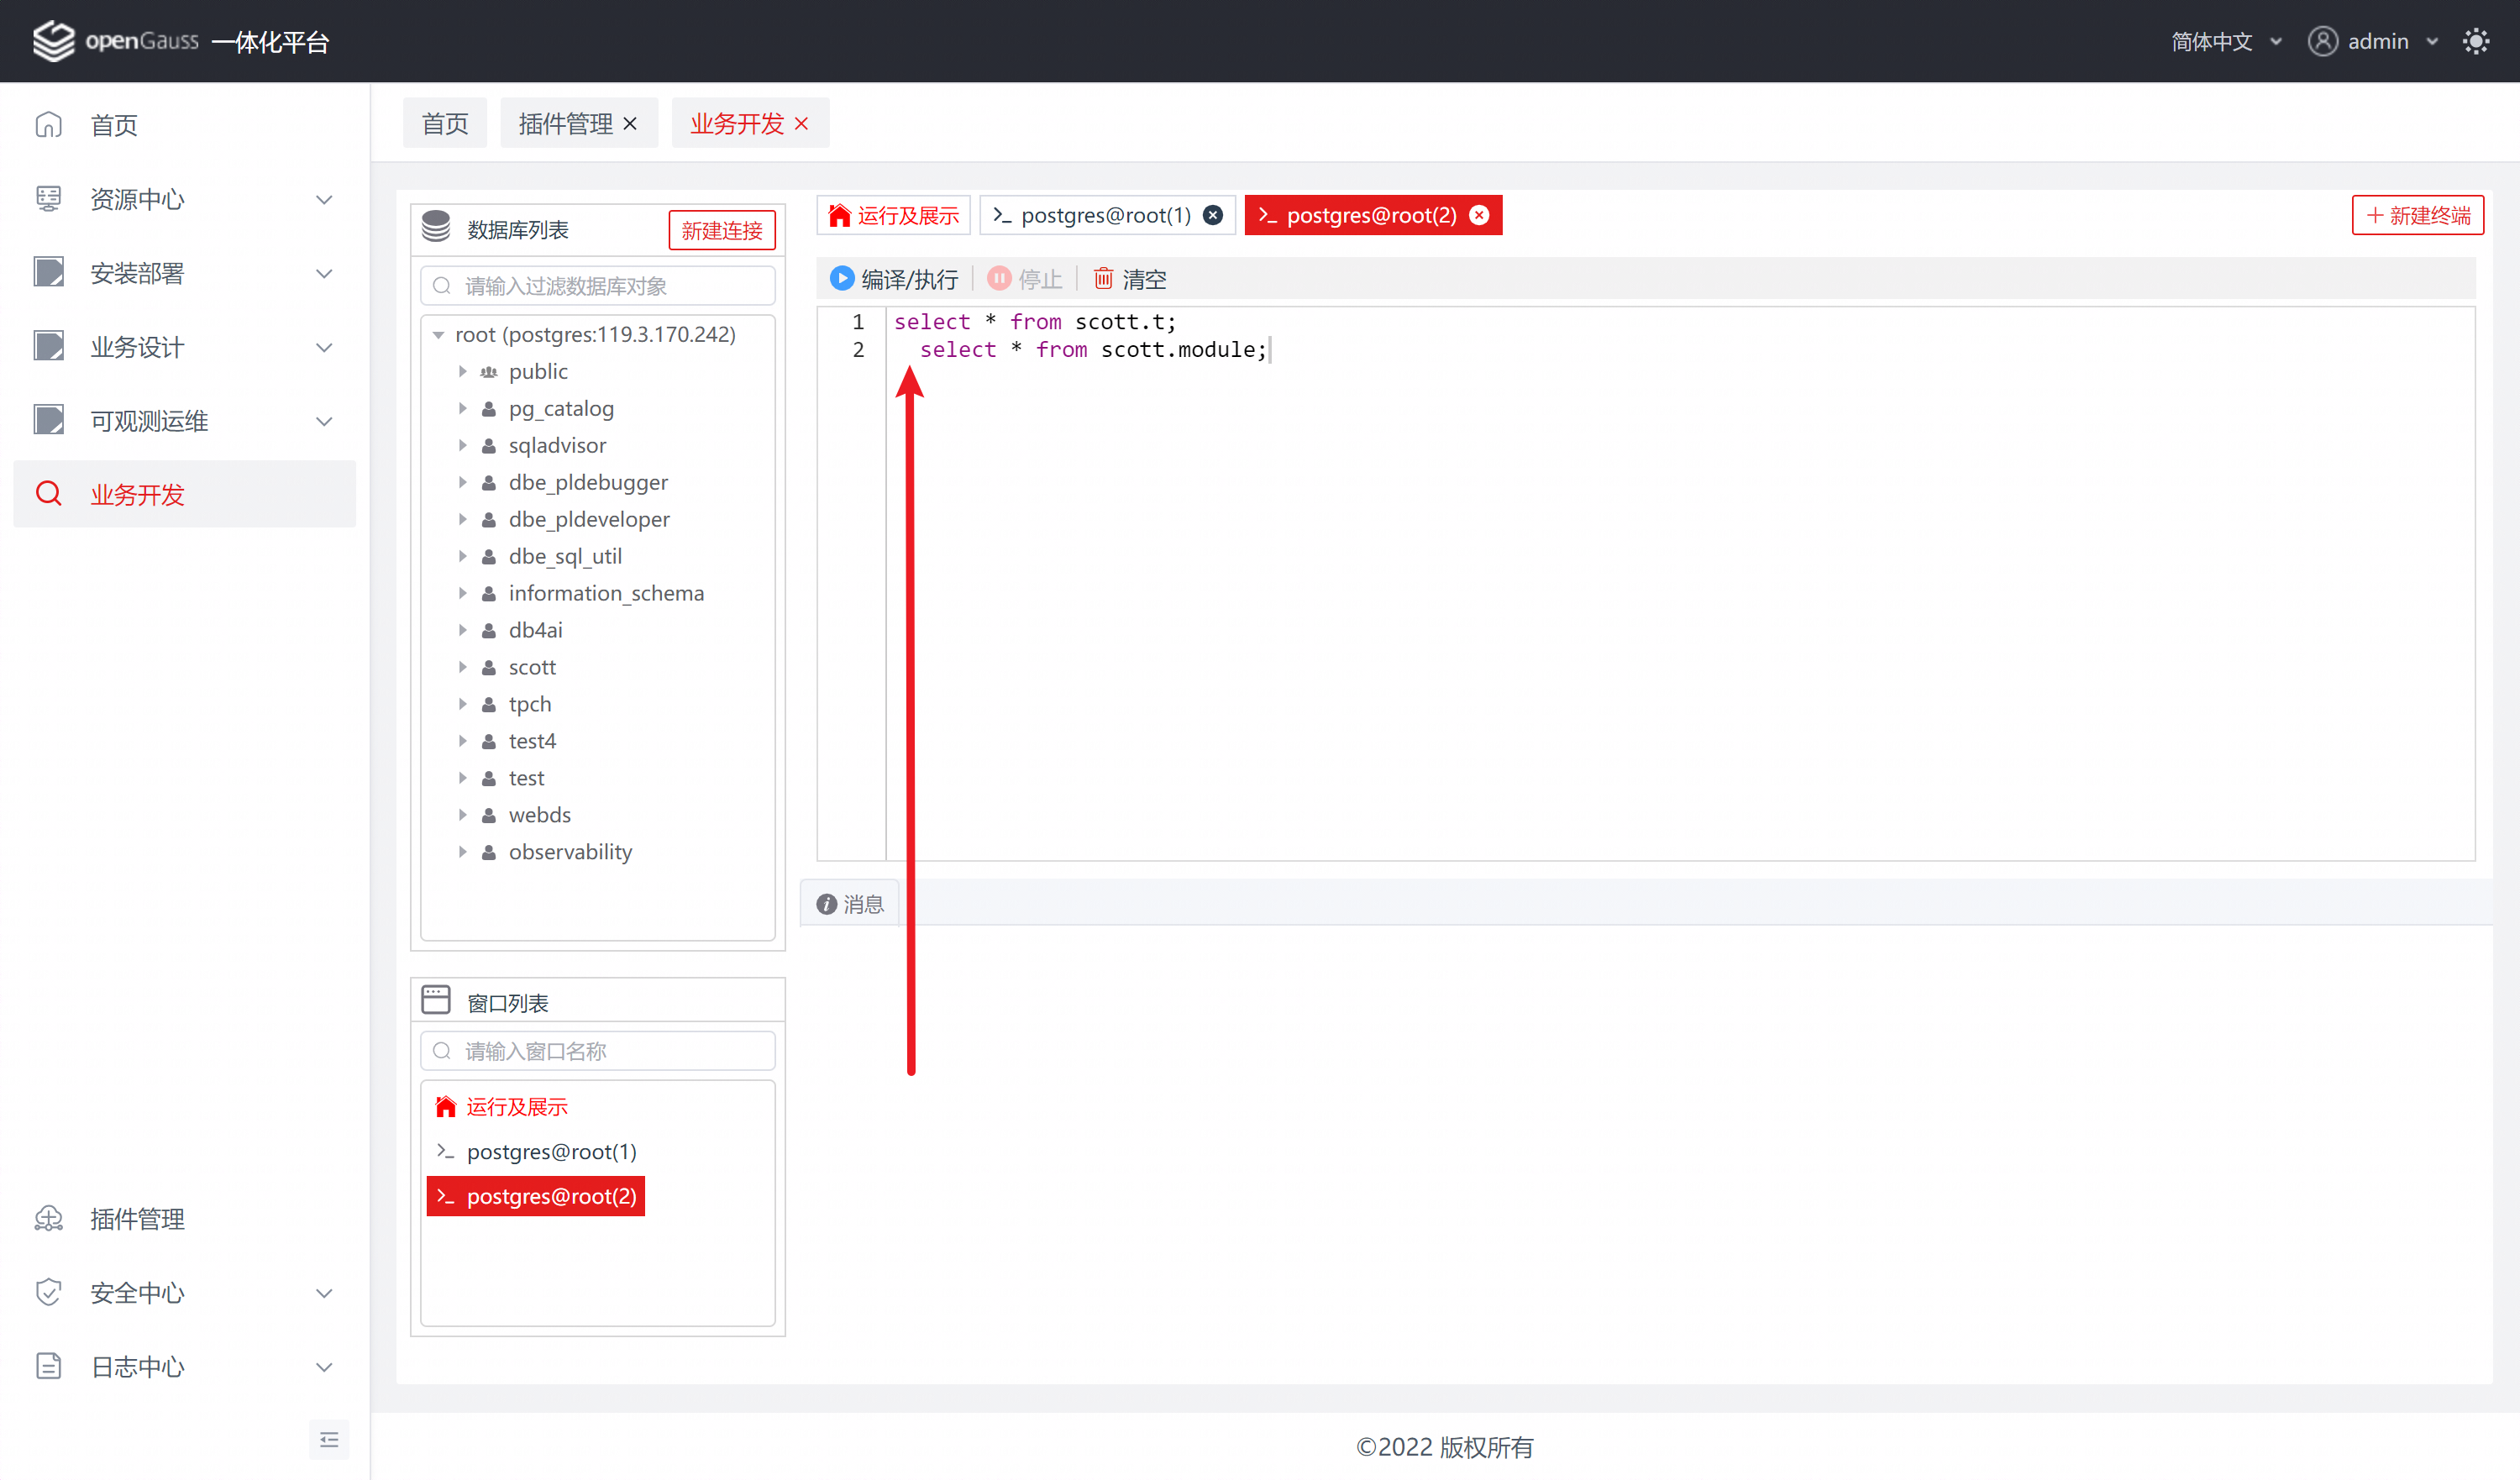 openGauss 一体化平台
简体中文
admin
首页
资源中心
安装部署
业务设计
可观测运维
业务开发
插件管理
安全中心
日志中心
首页
插件管理
业务开发
数据库列表
新建连接
请输入过滤数据库对象
root (postgres:119.3.170.242)
public
pg_catalog
sqladvisor
dbe_pldebugger
dbe_pldeveloper
dbe_sql_util
information_schema
db4ai
scott
tpch
test4
test
webds
observability
窗口列表
请输入窗口名称
运行及展示
postgres@root(1)
postgres@root(2)
运行及展示
postgres@root(1)
postgres@root(2)
新建终端
编译/执行
停止
清空
1 select * from scott.t;
2 select * from scott.module;
消息
©2022 版权所有